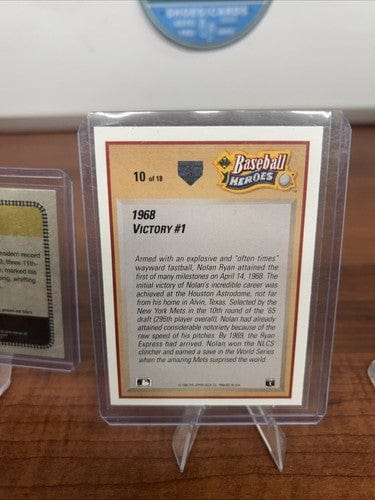 SHOES/CARDS
10 of 18
Baseball
HEROES
1968
VICTORY #1
Armed with an explosive and "often times"
wayward fastball, Nolan Ryan attained the
first of many milestones on April 14, 1968. The
initial victory of Nolan's incredible career was
achieved at the Houston Astrodome, not far
from his home in Alvin, Texas. Selected by the
New York Mets in the 10th round of the '65
draft (295th player overall), Nolan had already
attained considerable notoriety because of the
raw speed of his pitches. By 1969, the Ryan
Express had arrived. Nolan won the NLCS
clincher and earned a save in the World Series
when the amazing Mets surprised the world.
modern record
, three 11th-
marked his
whiffing